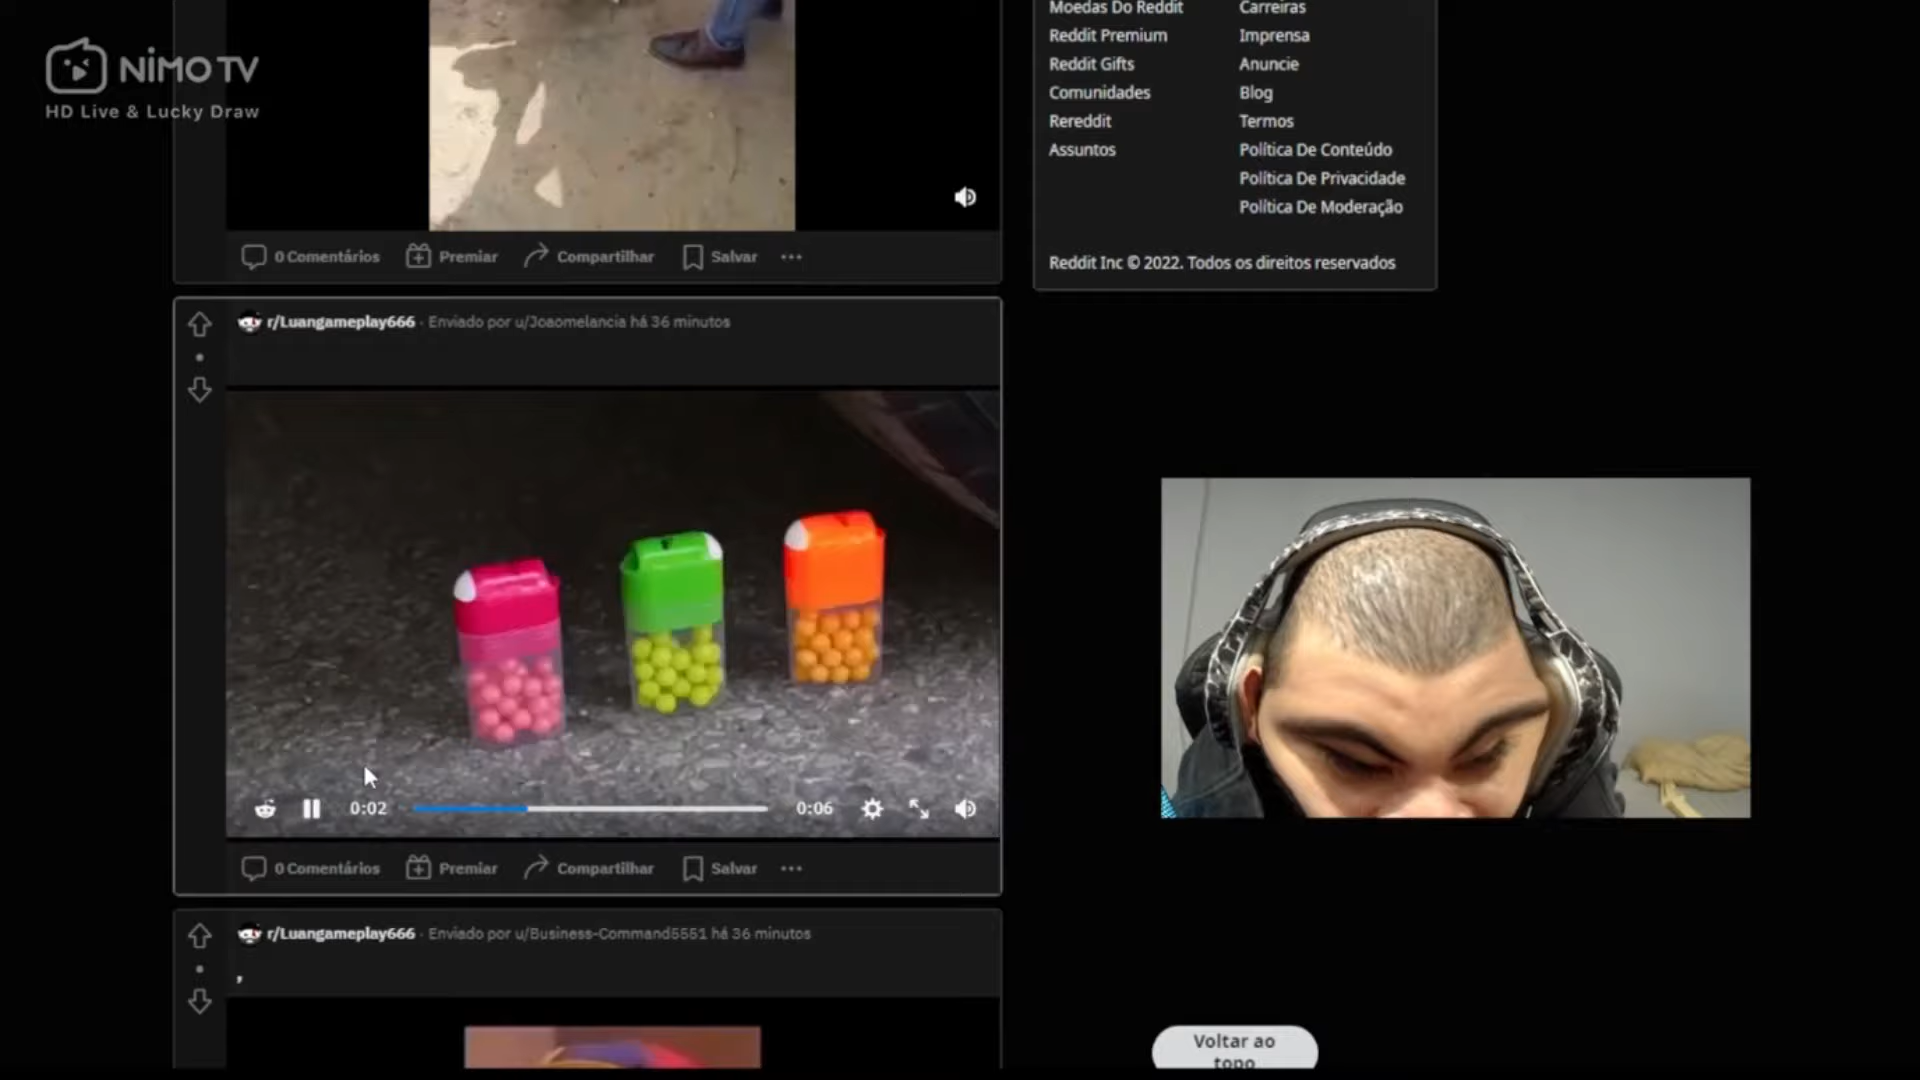 NIMO TV
HD Live & Lucky Draw
Moedas Do Reddit
Reddit Premium
Reddit Gifts
Comunidades
Rereddit
Assuntos
Carreiras
Imprensa
Anuncie
Blog
Termos
Política De Conteúdo
Política De Privacidade
Política De Moderação
Reddit Inc © 2022. Todos os direitos reservados
0 Comentários Premiar Compartilhar Salvar ...
r/Luangameplay666 · Enviado por u/Joaomelancia há 36 minutos
0:02 0:06
0 Comentários Premiar Compartilhar Salvar ...
r/Luangameplay666 · Enviado por u/Business-Command5551 há 36 minutos
,
Voltar ao
topo